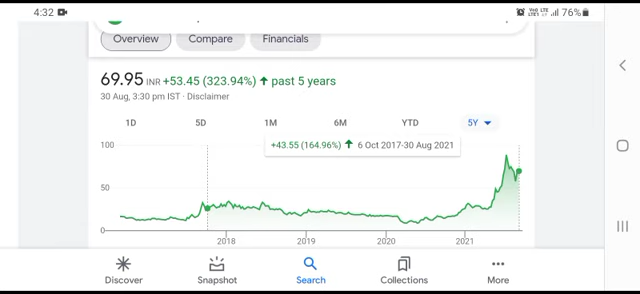 4:32 76%
Overview Compare Financials
69.95 INR +53.45 (323.94%) ↑ past 5 years
30 Aug, 3:30 pm IST · Disclaimer
1D 5D 1M 6M YTD 5Y
+43.55 (164.96%) ↑ 6 Oct 2017-30 Aug 2021
100
50
0
2018 2019 2020 2021
Discover Snapshot Search Collections More